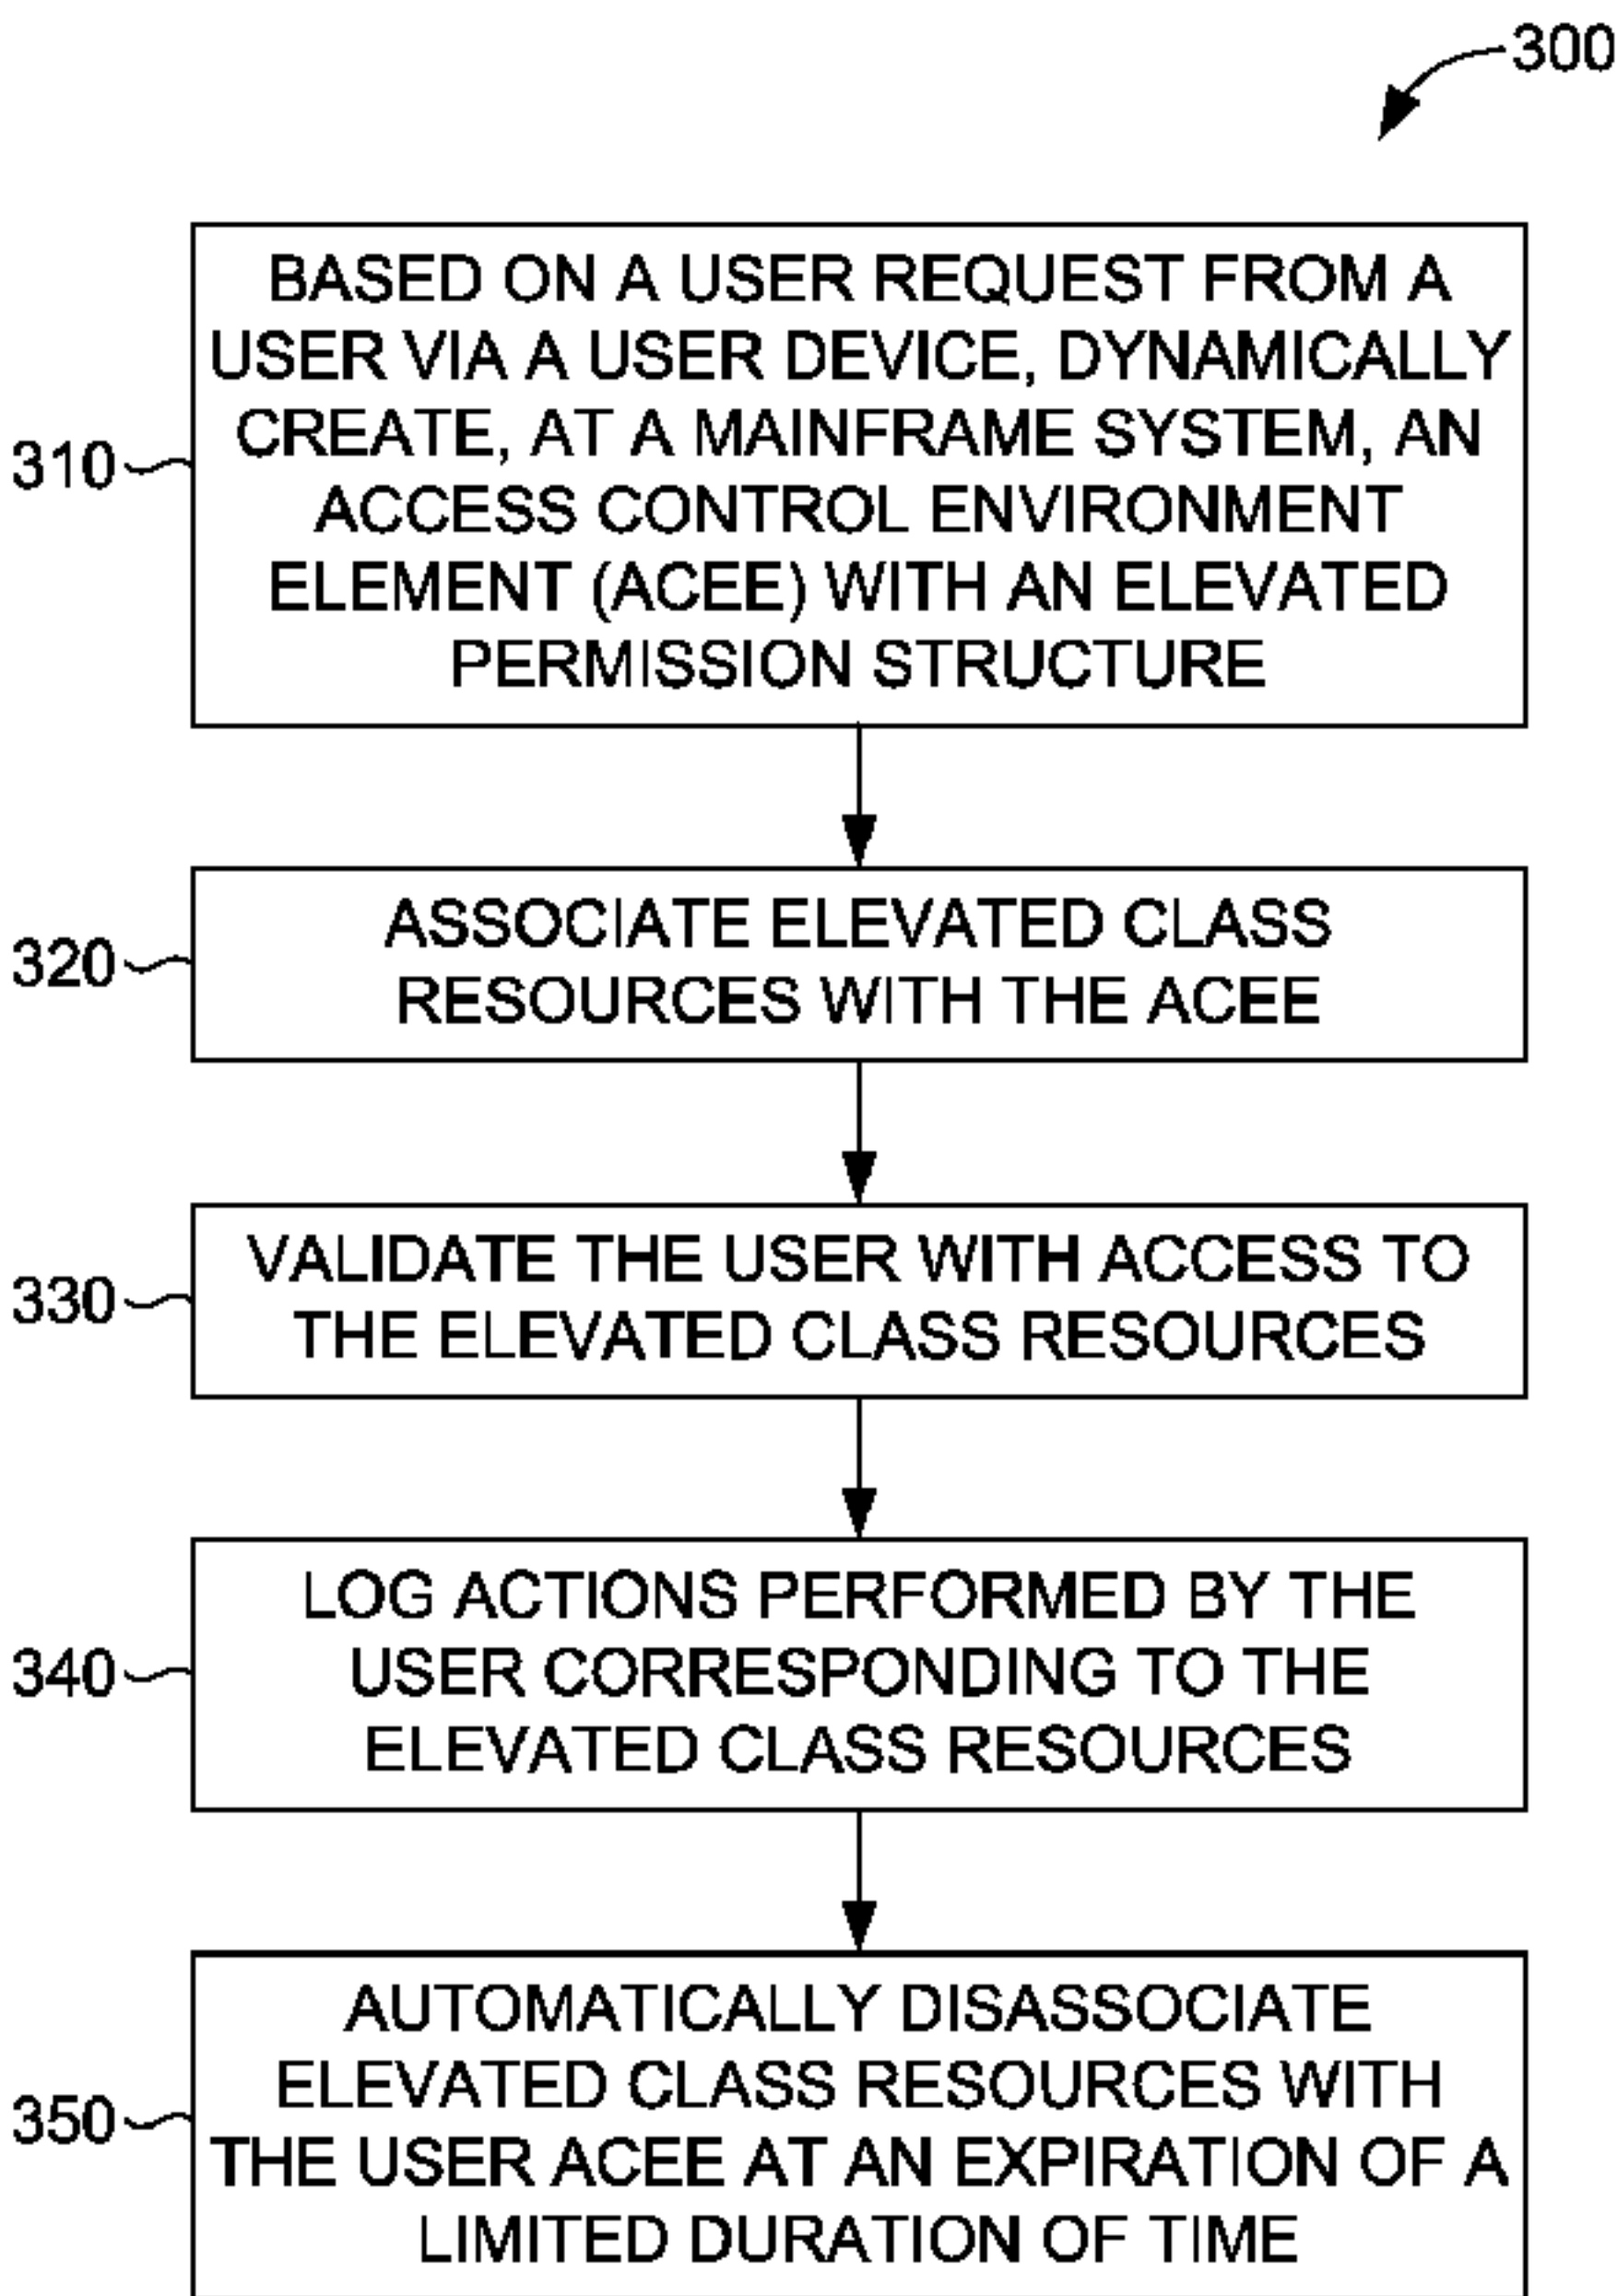 300
BASED ON A USER REQUEST FROM A
USER VIA A USER DEVICE, DYNAMICALLY
CREATE, AT A MAINFRAME SYSTEM, AN
ACCESS CONTROL ENVIRONMENT
ELEMENT (ACEE) WITH AN ELEVATED
PERMISSION STRUCTURE
310
ASSOCIATE ELEVATED CLASS
RESOURCES WITH THE ACEE
320
VALIDATE THE USER WITH ACCESS TO
THE ELEVATED CLASS RESOURCES
330
LOG ACTIONS PERFORMED BY THE
USER CORRESPONDING TO THE
ELEVATED CLASS RESOURCES
340
AUTOMATICALLY DISASSOCIATE
ELEVATED CLASS RESOURCES WITH
THE USER ACEE AT AN EXPIRATION OF A
LIMITED DURATION OF TIME
350